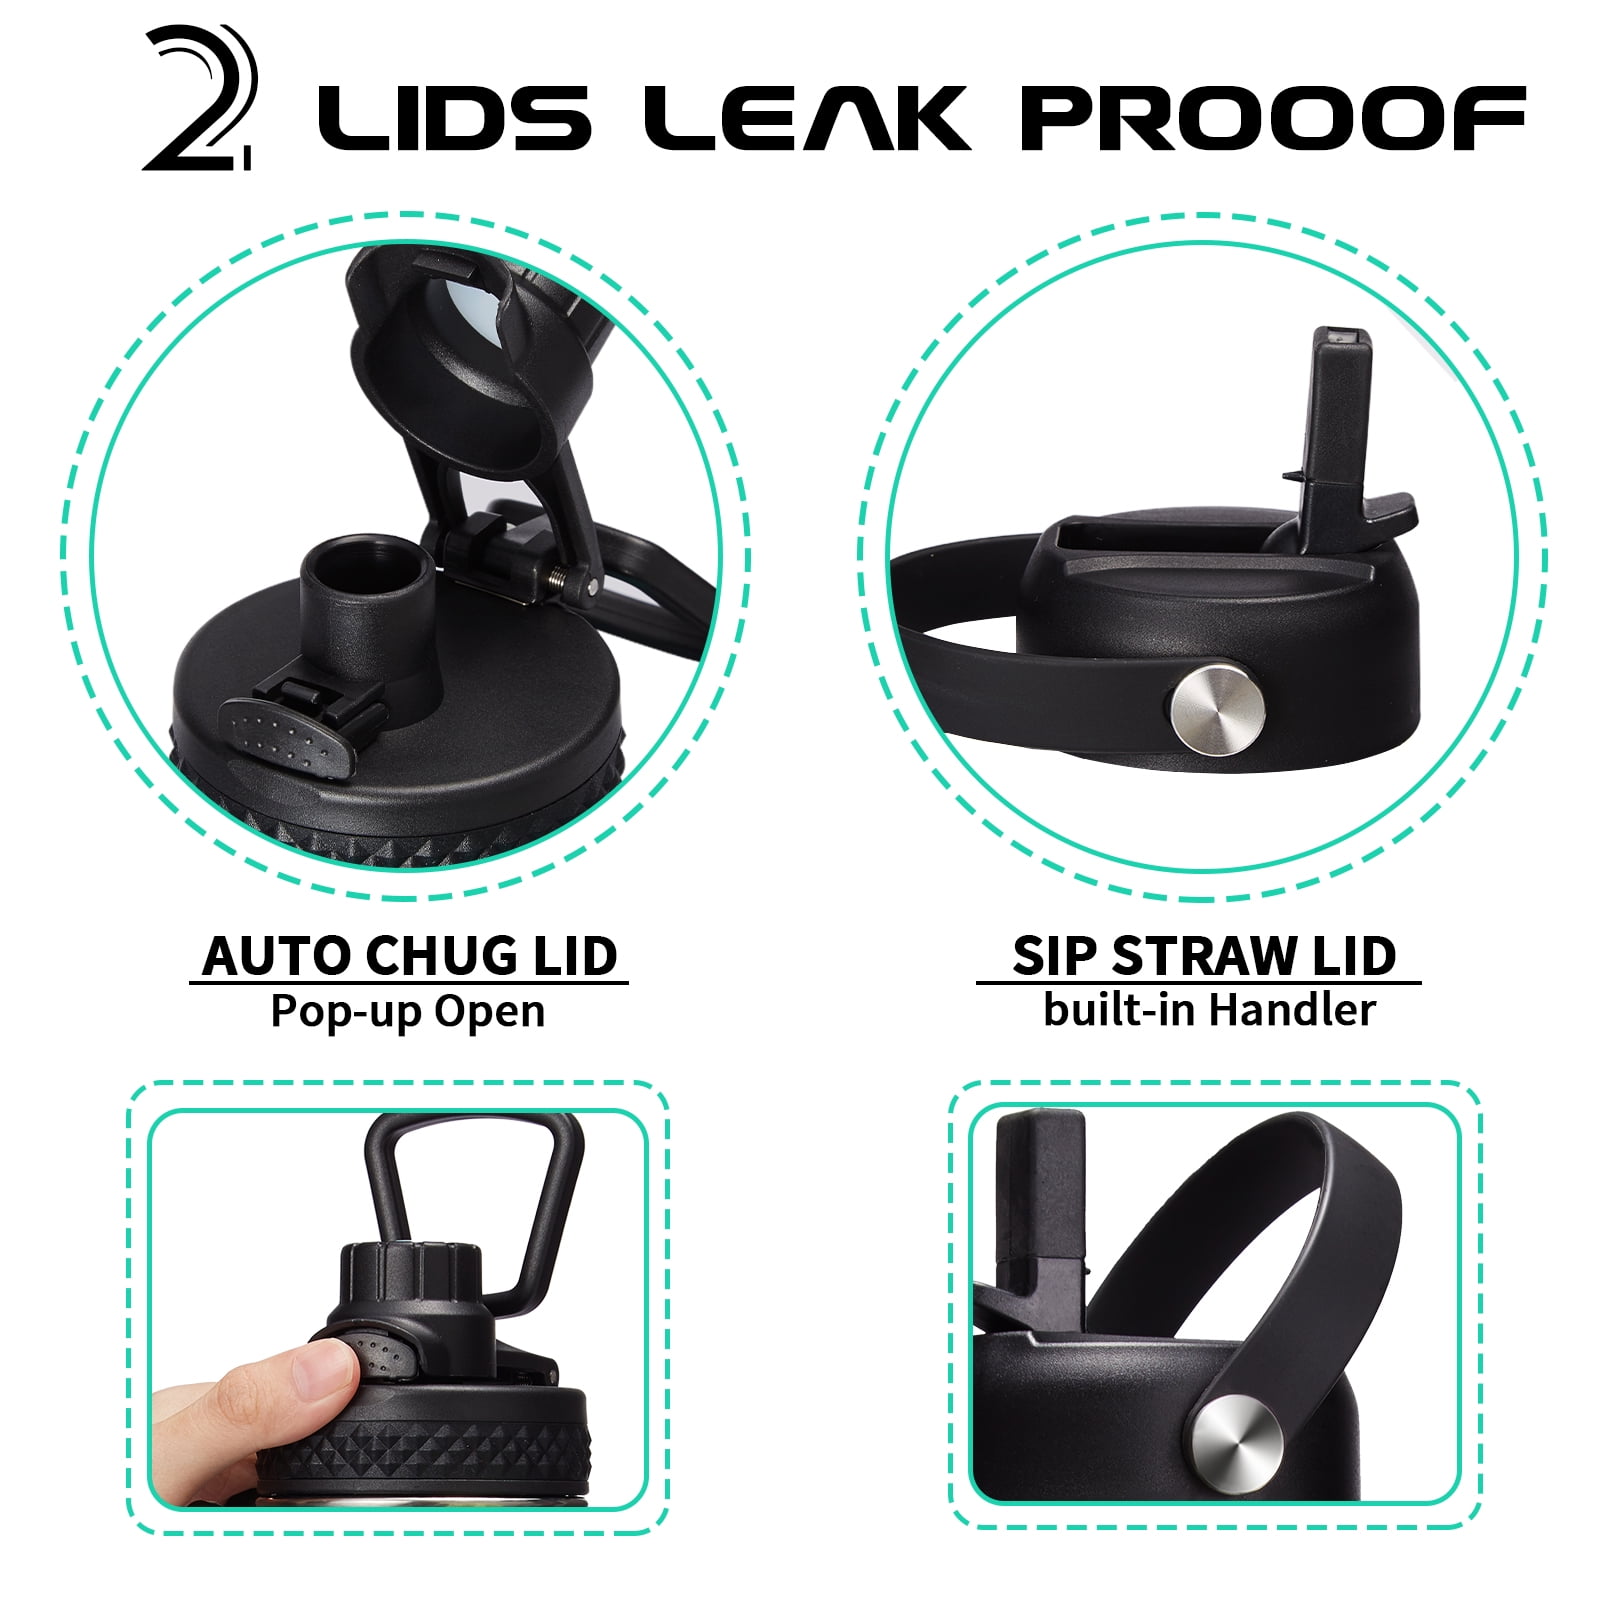 2 LIDS LEAK PROOOF
AUTO CHUG LID
Pop-up Open
SIP STRAW LID
built-in Handler